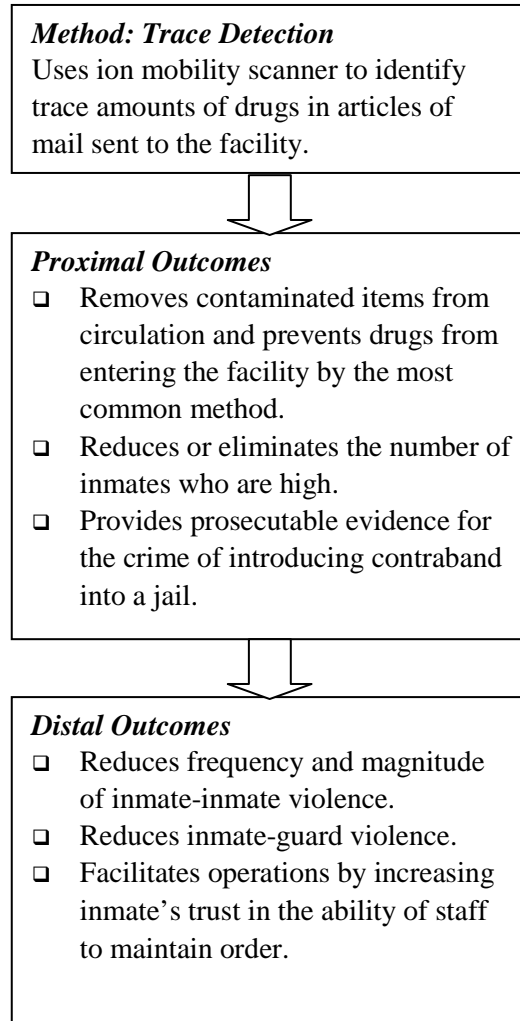 Method: Trace Detection
Uses ion mobility scanner to identify
trace amounts of drugs in articles of
mail sent to the facility.
Proximal Outcomes
❑ Removes contaminated items from
circulation and prevents drugs from
entering the facility by the most
common method.
❑ Reduces or eliminates the number of
inmates who are high.
❑ Provides prosecutable evidence for
the crime of introducing contraband
into a jail.
Distal Outcomes
❑ Reduces frequency and magnitude
of inmate-inmate violence.
❑ Reduces inmate-guard violence.
❑ Facilitates operations by increasing
inmate's trust in the ability of staff
to maintain order.